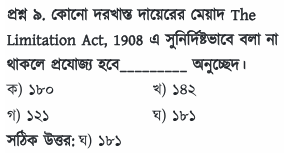 প্রশ্ন ৯. কোনো দরখাস্ত দায়েরের মেয়াদ The
Limitation Act, 1908 এ সুনির্দিষ্টভাবে বলা না
থাকলে প্রযোজ্য হবে_________ অনুচ্ছেদ।
ক) ১৮০ খ) ১৪২
গ) ১২১ ঘ) ১৮১
সঠিক উত্তর: ঘ) ১৮১